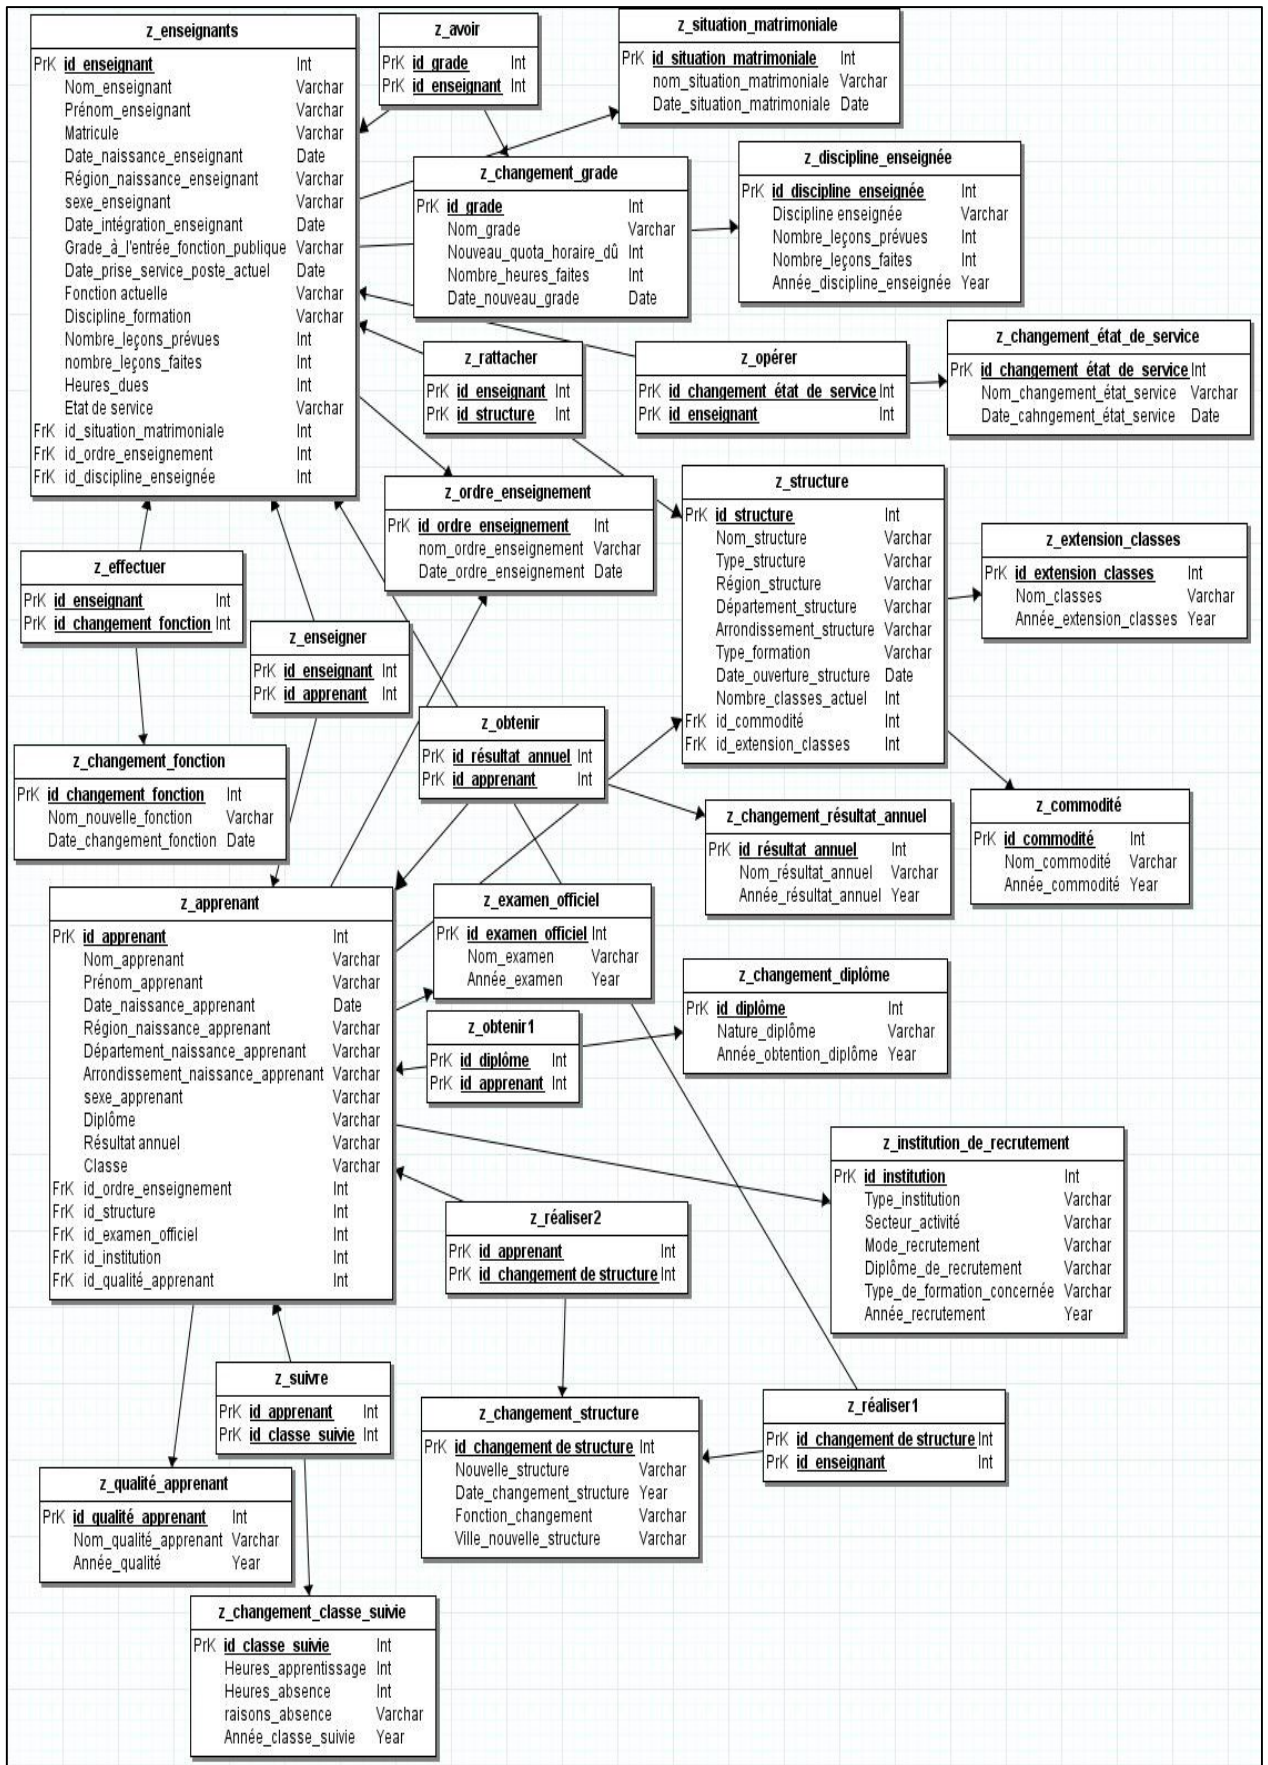 z_enseignants
PrK id_enseignant Int
Nom_enseignant Varchar
Prénom_enseignant Varchar
Matricule Varchar
Date_naissance_enseignant Date
Région_naissance_enseignant Varchar
sexe_enseignant Varchar
Date_intégration_enseignant Date
Grade_à_l'entrée_fonction_publique Varchar
Date_prise_service_poste_actuel Date
Fonction actuelle Varchar
Discipline_formation Varchar
Nombre_leçons_prévues Int
nombre_leçons_faites Int
Heures_dues Int
Etat de service Varchar
FrK id_situation_matrimoniale Int
FrK id_ordre_enseignement Int
FrK id_discipline_enseignée Int
z_avoir
PrK id_grade Int
PrK id_enseignant Int
z_situation_matrimoniale
PrK id_situation_matrimoniale Int
nom_situation_matrimoniale Varchar
Date_situation_matrimoniale Date
z_changement_grade
PrK id_grade Int
Nom_grade Varchar
Nouveau_quota_horaire_dû Int
Nombre_heures_faites Int
Date_nouveau_grade Date
z_discipline_enseignée
PrK id_discipline_enseignée Int
Discipline enseignée Varchar
Nombre_leçons_prévues Int
Nombre_leçons_faites Int
Année_discipline_enseignée Year
z_rattacher
PrK id_enseignant Int
PrK id_structure Int
z_opérer
PrK id_changement_état_de_service Int
PrK id_enseignant Int
z_changement_état_de_service
PrK id_changement_état_de_service Int
Nom_changement_état_service Varchar
Date_cahngement_état_service Date
z_ordre_enseignement
PrK id_ordre_enseignement Int
nom_ordre_enseignement Varchar
Date_ordre_enseignement Date
z_structure
PrK id_structure Int
Nom_structure Varchar
Type_structure Varchar
Région_structure Varchar
Département_structure Varchar
Arrondissement_structure Varchar
Type_formation Varchar
Date_ouverture_structure Date
Nombre_classes_actuel Int
FrK id_commodité Int
FrK id_extension_classes Int
z_extension_classes
PrK id_extension_classes Int
Nom_classes Varchar
Année_extension_classes Year
z_effectuer
PrK id_enseignant Int
PrK id_changement_fonction Int
z_enseigner
PrK id_enseignant Int
PrK id_apprenant Int
z_obtenir
PrK id_résultat_annuel Int
PrK id_apprenant Int
z_changement_fonction
PrK id_changement_fonction Int
Nom_nouvelle_fonction Varchar
Date_changement_fonction Date
z_changement_résultat_annuel
PrK id_résultat_annuel Int
Nom_résultat_annuel Varchar
Année_résultat_annuel Year
z_commodité
PrK id_commodité Int
Nom_commodité Varchar
Année_commodité Year
z_apprenant
PrK id_apprenant Int
Nom_apprenant Varchar
Prénom_apprenant Varchar
Date_naissance_apprenant Date
Région_naissance_apprenant Varchar
Département_naissance_apprenant Varchar
Arrondissement_naissance_apprenant Varchar
sexe_apprenant Varchar
Diplôme Varchar
Résultat annuel Varchar
Classe Varchar
FrK id_ordre_enseignement Int
FrK id_structure Int
FrK id_examen_officiel Int
FrK id_institution Int
FrK id_qualité_apprenant Int
z_examen_officiel
PrK id_examen_officiel Int
Nom_examen Varchar
Année_examen Year
z_changement_diplôme
PrK id_diplôme Int
Nature_diplôme Varchar
Année_obtention_diplôme Year
z_obtenir1
PrK id_diplôme Int
PrK id_apprenant Int
z_institution_de_recrutement
PrK id_institution Int
Type_institution Varchar
Secteur_activité Varchar
Mode_recrutement Varchar
Diplôme_de_recrutement Varchar
Type_de_formation_concernée Varchar
Année_recrutement Year
z_réaliser2
PrK id_apprenant Int
PrK id_changement de structure Int
z_suivre
PrK id_apprenant Int
PrK id_classe_suivie Int
z_changement_structure
PrK id_changement de structure Int
Nouvelle_structure Varchar
Date_changement_structure Year
Fonction_changement Varchar
Ville_nouvelle_structure Varchar
z_réaliser1
PrK id_changement de structure Int
PrK id_enseignant Int
z_qualité_apprenant
PrK id_qualité_apprenant Int
Nom_qualité_apprenant Varchar
Année_qualité Year
z_changement_classe_suivie
PrK id_classe_suivie Int
Heures_apprentissage Int
Heures_absence Int
raisons_absence Varchar
Année_classe_suivie Year